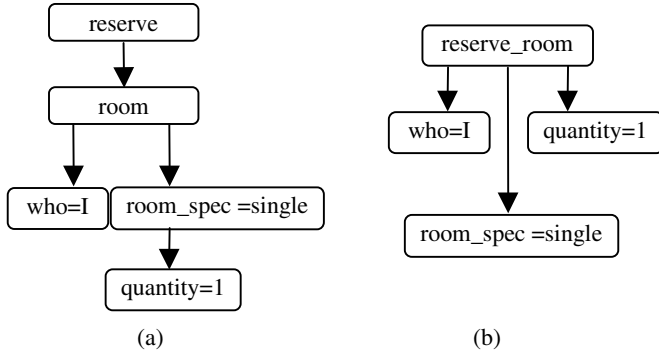 reserve
room
who=I
room_spec =single
quantity=1
(a)
reserve_room
who=I
quantity=1
room_spec =single
(b)